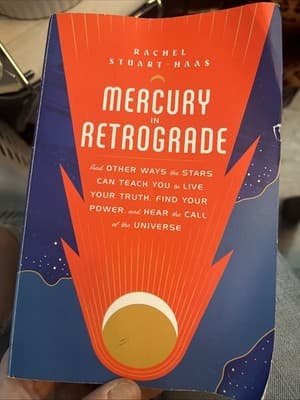 RACHEL
STUART-HAAS
MERCURY
IN
RETROGRADE
And OTHER WAYS the STARS
CAN TEACH YOU to LIVE
YOUR TRUTH, FIND YOUR
POWER, and HEAR the CALL
of the UNIVERSE